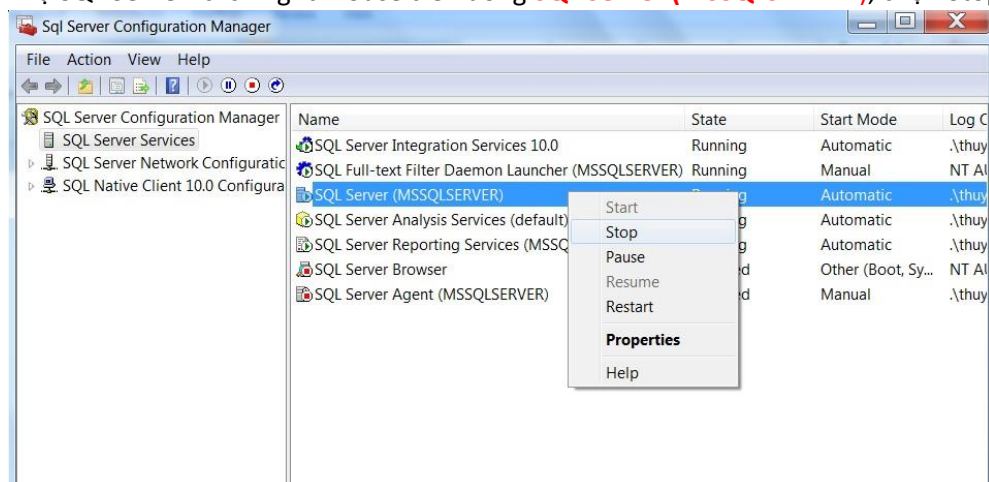 Sql Server Configuration Manager
File Action View Help
SQL Server Configuration Manager
SQL Server Services
SQL Server Network Configuratic
SQL Native Client 10.0 Configura
Name State Start Mode Log C
SQL Server Integration Services 10.0 Running Automatic .\thuy
SQL Full-text Filter Daemon Launcher (MSSQLSERVER) Running Manual NT AU
SQL Server (MSSQLSERVER) Automatic .\thuy
SQL Server Analysis Services (default) g Automatic .\thuy
SQL Server Reporting Services (MSSQ g Automatic .\thuy
SQL Server Browser d Other (Boot, Sy... NT AU
SQL Server Agent (MSSQLSERVER) d Manual .\thuy
Start
Stop
Pause
Resume
Restart
Properties
Help